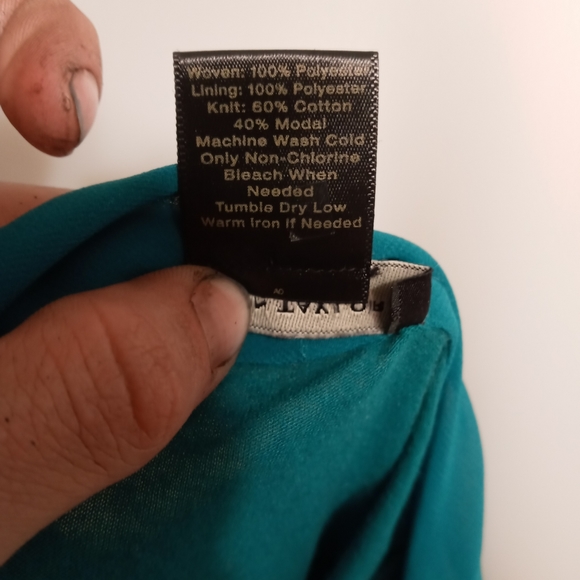 Woven: 100% Polyester
Lining: 100% Polyester
Knit: 60% Cotton
40% Modal
Machine Wash Cold
Only Non-Chlorine
Bleach When
Needed
Tumble Dry Low
Warm Iron If Needed